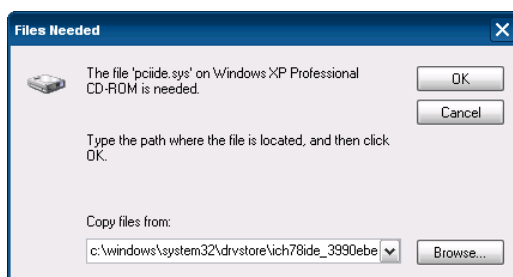 Files Needed
The file 'pciide.sys' on Windows XP Professional
CD-ROM is needed.
OK
Cancel
Type the path where the file is located, and then click
OK.
Copy files from:
c:\windows\system32\drvstore\ich78ide_3990ebe
Browse...